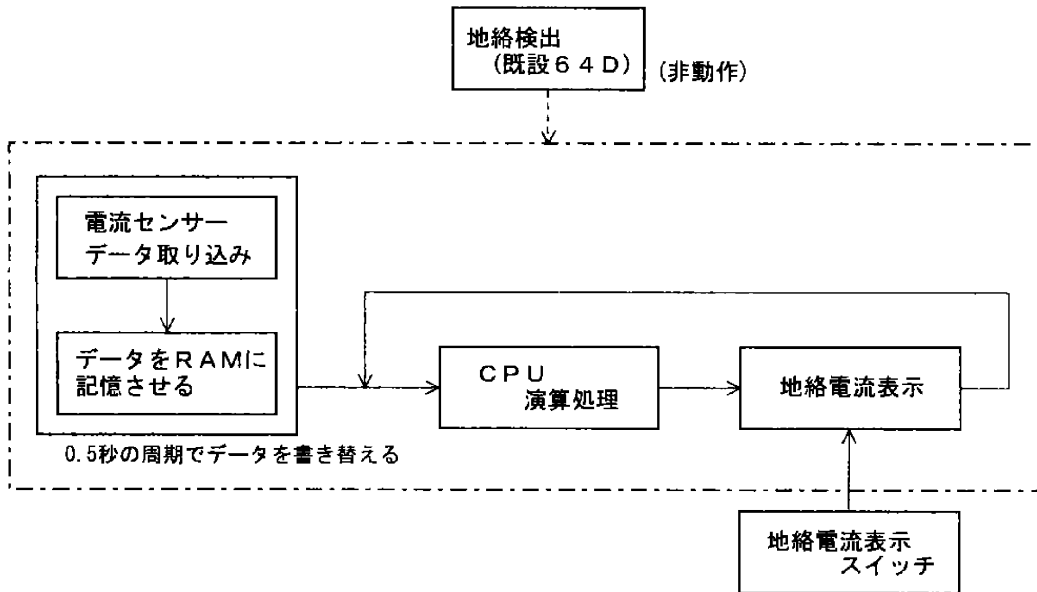 地絡検出
(既設６４Ｄ)
(非動作)
電流センサー
データ取り込み
データをＲＡＭに
記憶させる
0.5秒の周期でデータを書き替える
ＣＰＵ
演算処理
地絡電流表示
地絡電流表示
スイッチ